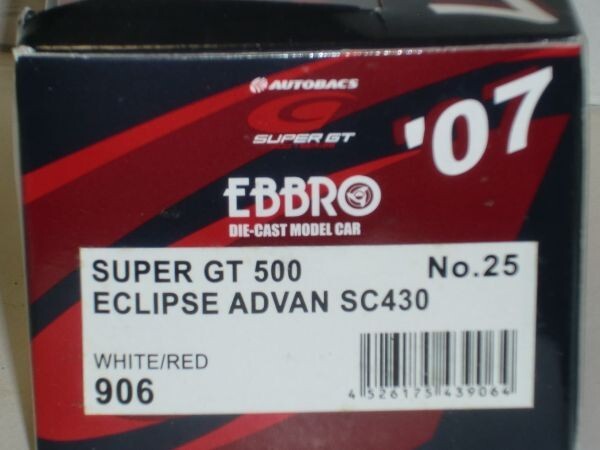 7
AUTOBACS
SUPER GT
'07
EBBRO
DIE-CAST MODEL CAR
SUPER GT 500 No.25
ECLIPSE ADVAN SC430
WHITE/RED
906
4 526175 439064